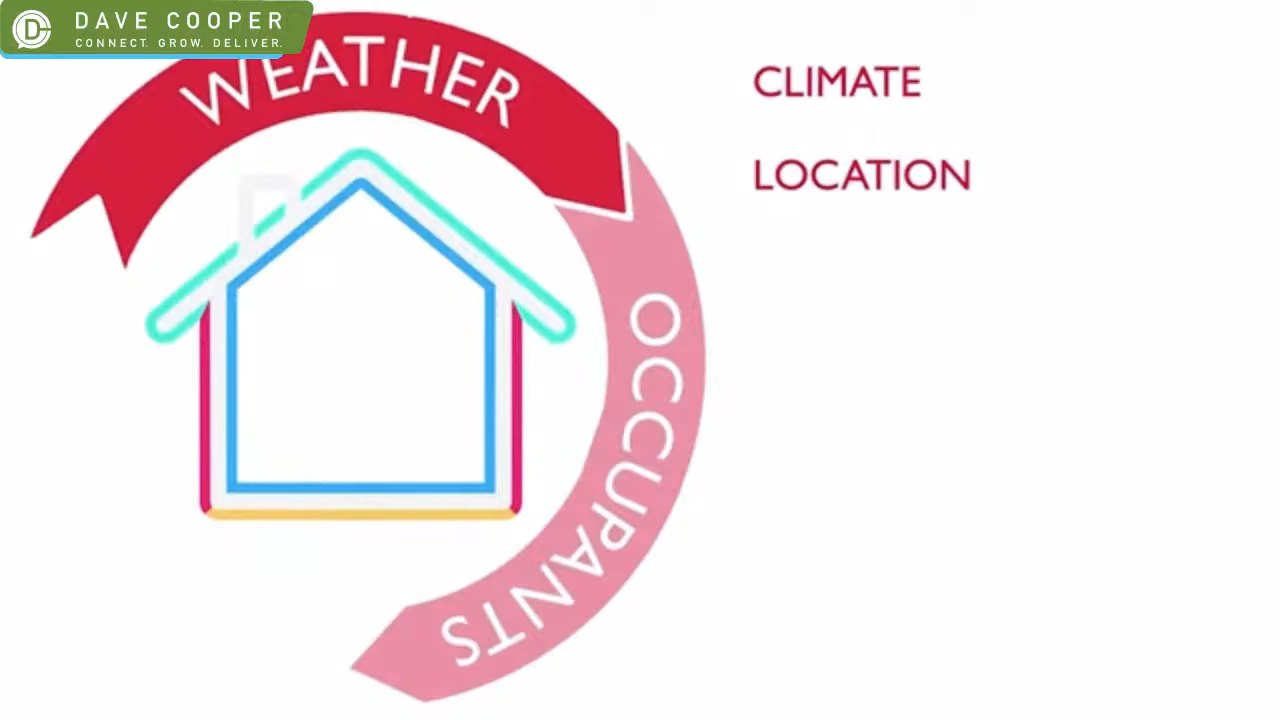 DAVE COOPER
CONNECT. GROW. DELIVER.
WEATHER
OCCUPANTS
CLIMATE
LOCATION